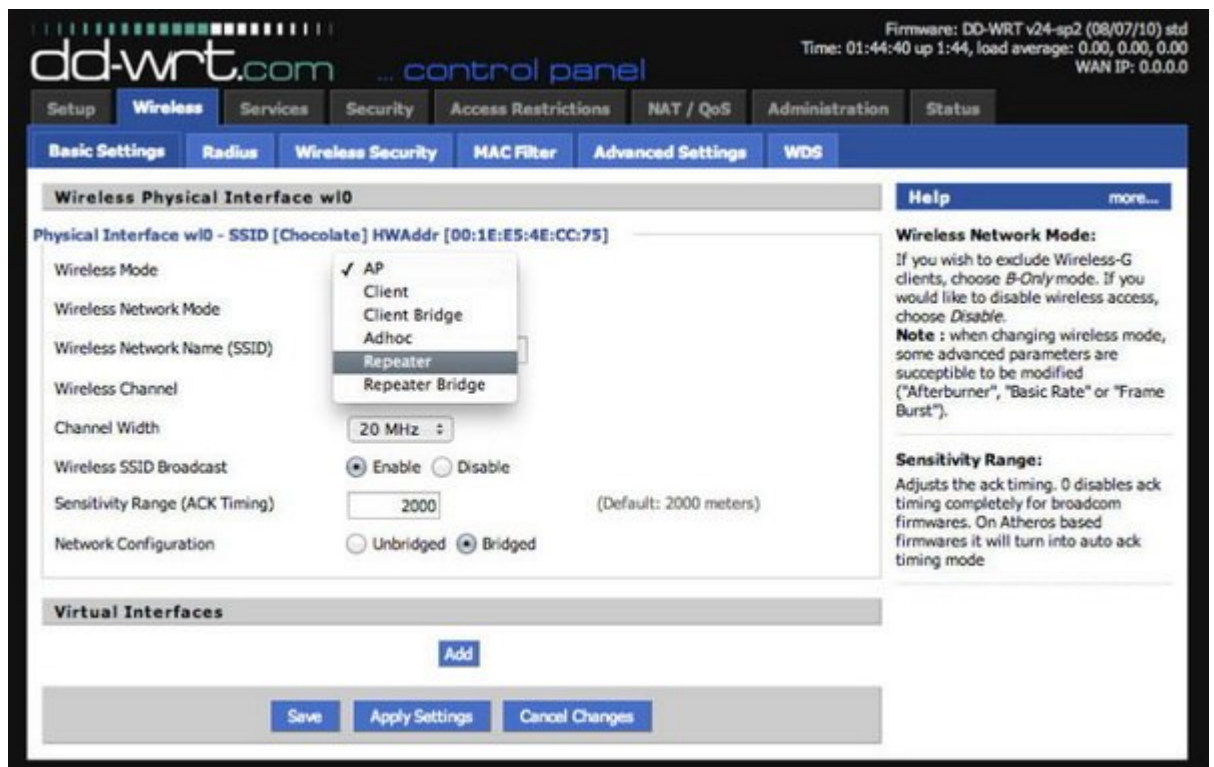 dd-wrt.com ... control panel
Firmware: DD-WRT v24-sp2 (08/07/10) std
Time: 01:44:40 up 1:44, load average: 0.00, 0.00, 0.00
WAN IP: 0.0.0.0
Setup Wireless Services Security Access Restrictions NAT / QoS Administration Status
Basic Settings Radius Wireless Security MAC Filter Advanced Settings WDS
Wireless Physical Interface wl0
Physical Interface wl0 - SSID [Chocolate] HWAddr [00:1E:E5:4E:CC:75]
Wireless Mode
✓ AP
Client
Client Bridge
Adhoc
Repeater
Repeater Bridge
Wireless Network Mode
Wireless Network Name (SSID)
Wireless Channel
Channel Width 20 MHz
Wireless SSID Broadcast Enable Disable
Sensitivity Range (ACK Timing) 2000 (Default: 2000 meters)
Network Configuration Unbridged Bridged
Virtual Interfaces
Add
Save Apply Settings Cancel Changes
Help more...
Wireless Network Mode:
If you wish to exclude Wireless-G
clients, choose B-Only mode. If you
would like to disable wireless access,
choose Disable.
Note : when changing wireless mode,
some advanced parameters are
succeptible to be modified
("Afterburner", "Basic Rate" or "Frame
Burst").
Sensitivity Range:
Adjusts the ack timing. 0 disables ack
timing completely for broadcom
firmwares. On Atheros based
firmwares it will turn into auto ack
timing mode